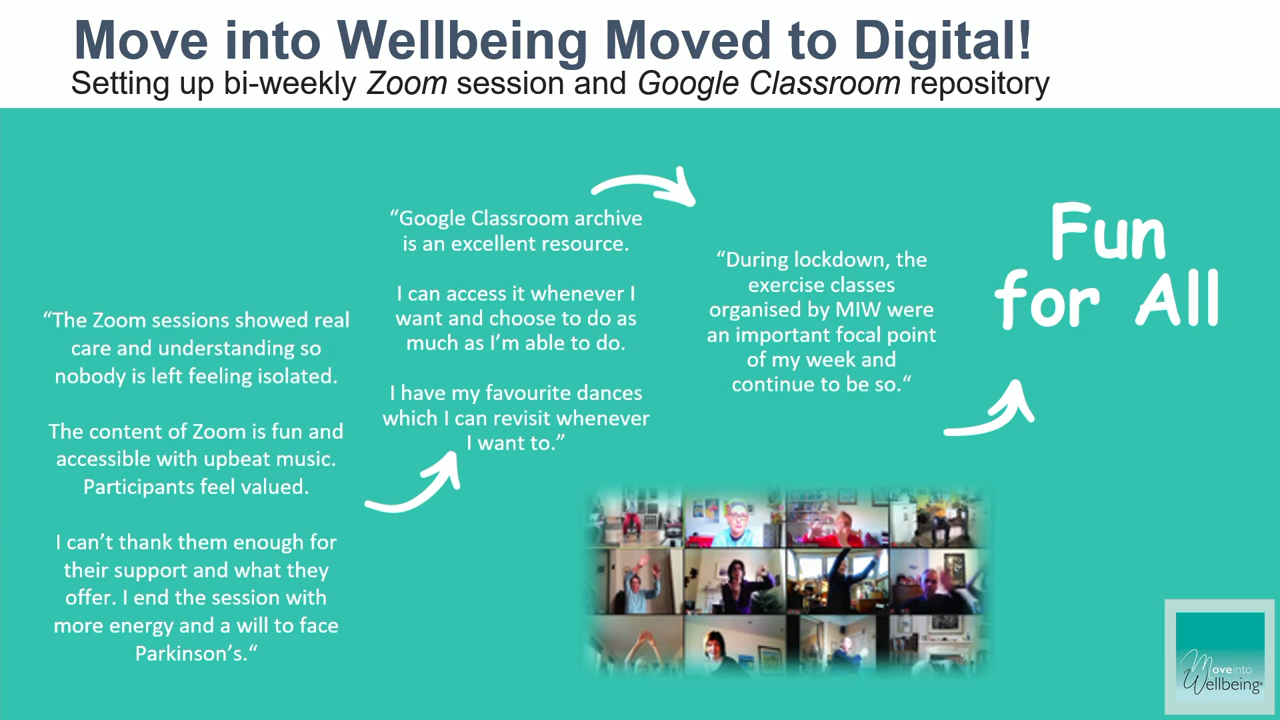 Move into Wellbeing Moved to Digital!
Setting up bi-weekly Zoom session and Google Classroom repository
“The Zoom sessions showed real
care and understanding so
nobody is left feeling isolated.
The content of Zoom is fun and
accessible with upbeat music.
Participants feel valued.
I can’t thank them enough for
their support and what they
offer. I end the session with
more energy and a will to face
Parkinson’s.“
“Google Classroom archive
is an excellent resource.
I can access it whenever I
want and choose to do as
much as I’m able to do.
I have my favourite dances
which I can revisit whenever
I want to.”
“During lockdown, the
exercise classes
organised by MIW were
an important focal point
of my week and
continue to be so.“
Fun
for All
Moveinto
Wellbeing®